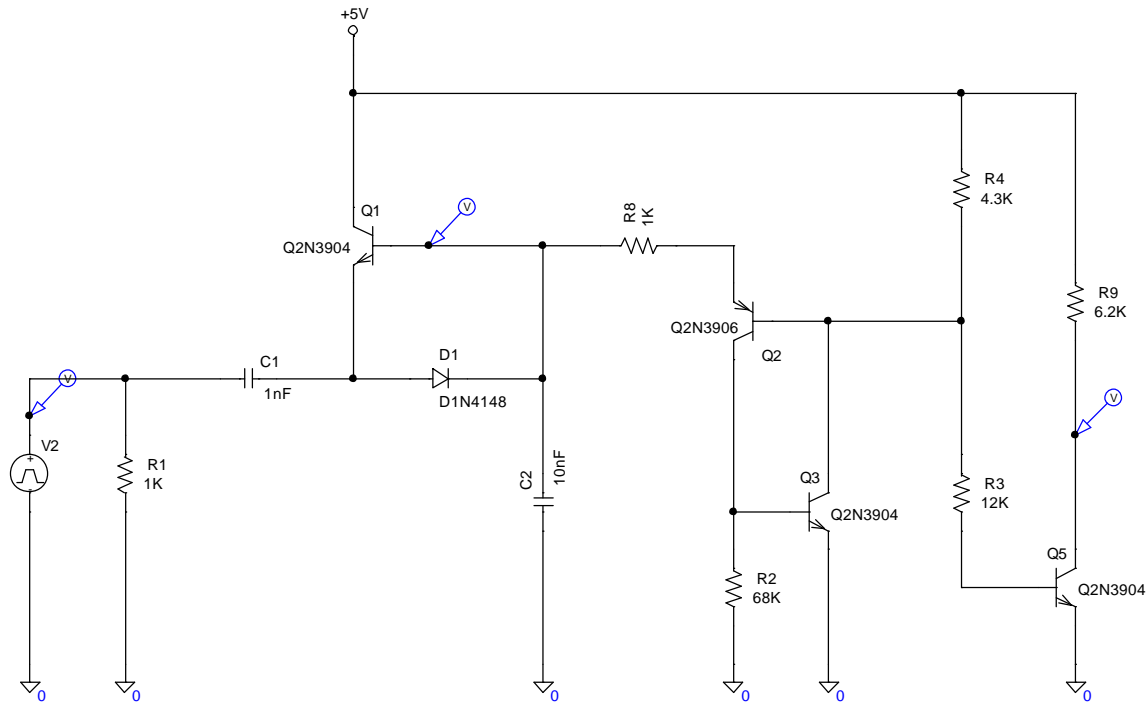 +5V
R4
4.3K
Q1
V
R8
1K
Q2N3904
R9
6.2K
Q2N3906
Q2
C1
1nF
D1
D1N4148
V
V
V2
+
-
R1
1K
C2
10nF
Q3
Q2N3904
R3
12K
Q5
Q2N3904
R2
68K
0
0
0
0
0
0